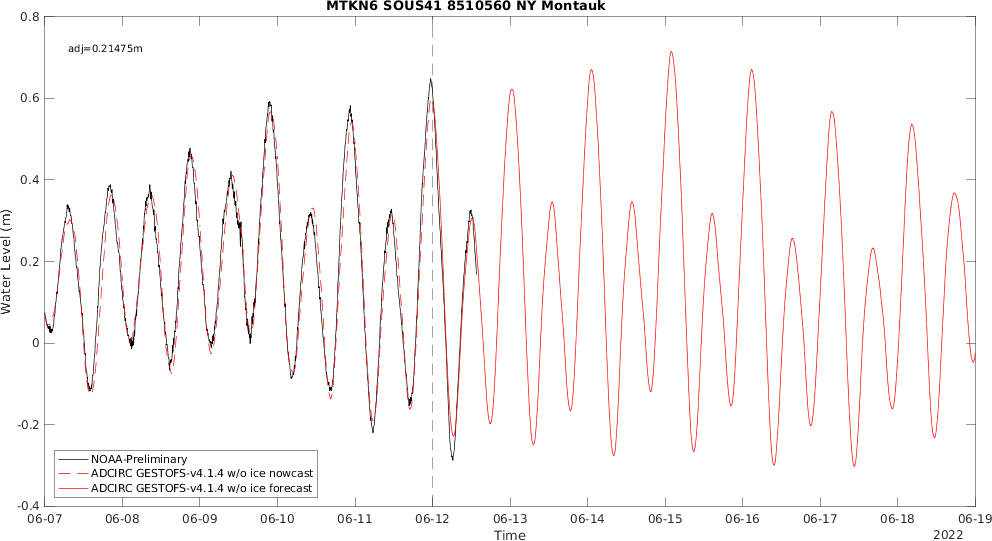 MTKN6 SOUS41 8510560 NY Montauk
adj=0.21475m
0.8
0.6
0.4
0.2
0
-0.2
-0.4
Water Level (m)
NOAA-Preliminary
ADCIRC GESTOFS-v4.1.4 w/o ice nowcast
ADCIRC GESTOFS-v4.1.4 w/o ice forecast
06-07 06-08 06-09 06-10 06-11 06-12 06-13 06-14 06-15 06-16 06-17 06-18 06-19
Time
2022